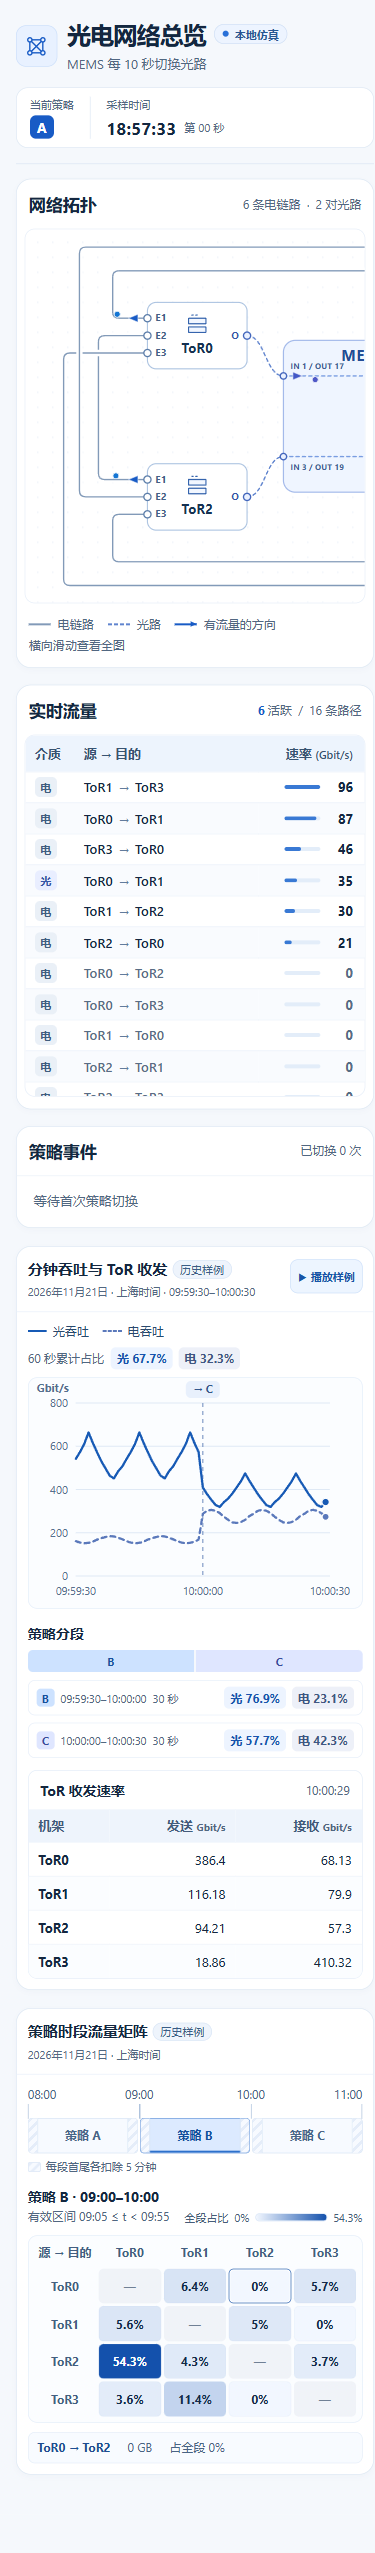 光电网络总览 本地仿真
MEMS 每 10 秒切换光路
当前策略 采样时间
A 18:57:33 第 00 秒
网络拓扑 6 条电链路 · 2 对光路
E1
E2
E3
ToR0
O
ME
IN 1 / OUT 17
IN 3 / OUT 19
E1
E2
E3
ToR2
O
电链路 光路 有流量的方向
横向滑动查看全图
实时流量 6 活跃 / 16 条路径
介质 源 → 目的 速率 (Gbit/s)
电 ToR1 → ToR3 96
电 ToR0 → ToR1 87
电 ToR3 → ToR0 46
光 ToR0 → ToR1 35
电 ToR1 → ToR2 30
电 ToR2 → ToR0 21
电 ToR0 → ToR2 0
电 ToR0 → ToR3 0
电 ToR1 → ToR0 0
电 ToR2 → ToR1 0
电 ToR2 → ToR3 0
策略事件 已切换 0 次
等待首次策略切换
分钟吞吐与 ToR 收发 历史样例
2026年11月21日 · 上海时间 · 09:59:30–10:00:30
▶ 播放样例
光吞吐 电吞吐
60 秒累计占比 光 67.7% 电 32.3%
Gbit/s → C
800
600
400
200
0
09:59:30 10:00:00 10:00:30
策略分段
B C
B 09:59:30–10:00:00 30 秒 光 76.9% 电 23.1%
C 10:00:00–10:00:30 30 秒 光 57.7% 电 42.3%
ToR 收发速率 10:00:29
机架 发送 Gbit/s 接收 Gbit/s
ToR0 386.4 68.13
ToR1 116.18 79.9
ToR2 94.21 57.3
ToR3 18.86 410.32
策略时段流量矩阵 历史样例
2026年11月21日 · 上海时间
08:00 09:00 10:00 11:00
策略 A 策略 B 策略 C
每段首尾各扣除 5 分钟
策略 B · 09:00–10:00
有效区间 09:05 ≤ t < 09:55 全段占比 0% 54.3%
源 → 目的 ToR0 ToR1 ToR2 ToR3
ToR0 — 6.4% 0% 5.7%
ToR1 5.6% — 5% 0%
ToR2 54.3% 4.3% — 3.7%
ToR3 3.6% 11.4% 0% —
ToR0 → ToR2 0 GB 占全段 0%